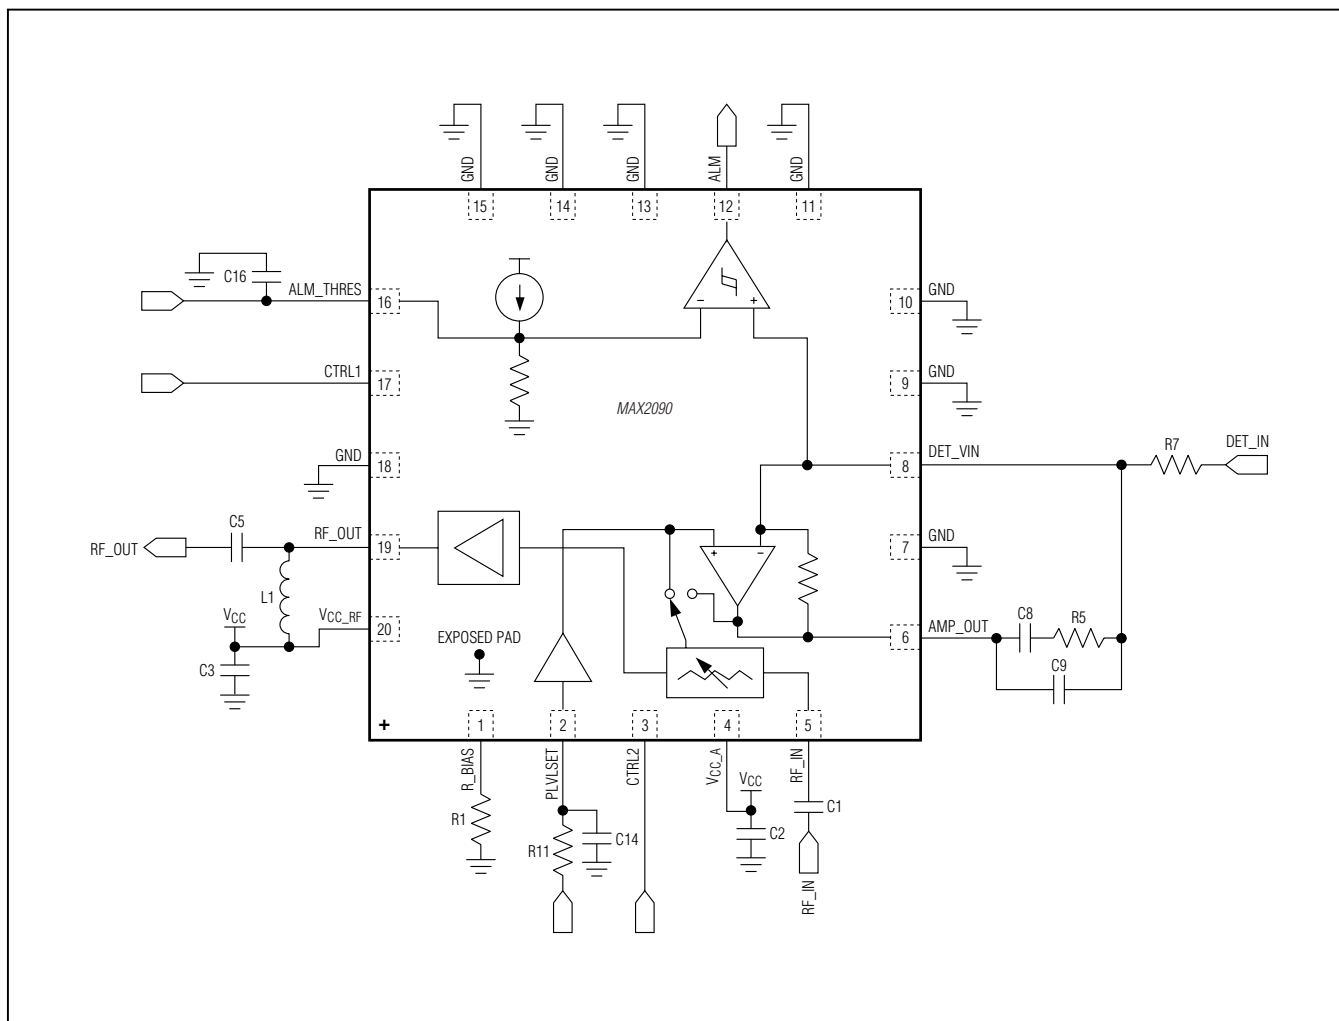 GND
GND
GND
ALM
GND
15
14
13
12
11
C16
ALM_THRES
16
10
GND
CTRL1
17
9
GND
MAX2090
GND
18
8
DET_VIN
R7
DET_IN
RF_OUT
C5
RF_OUT
19
7
GND
L1
VCC
VCC_RF
20
C3
EXPOSED PAD
6
AMP_OUT
C8
R5
C9
+
-
+
-
+
1
2
3
4
5
R_BIAS
PLVLSET
CTRL2
VCC_A
VCC
RF_IN
R1
R11
C14
C2
C1
RF_IN